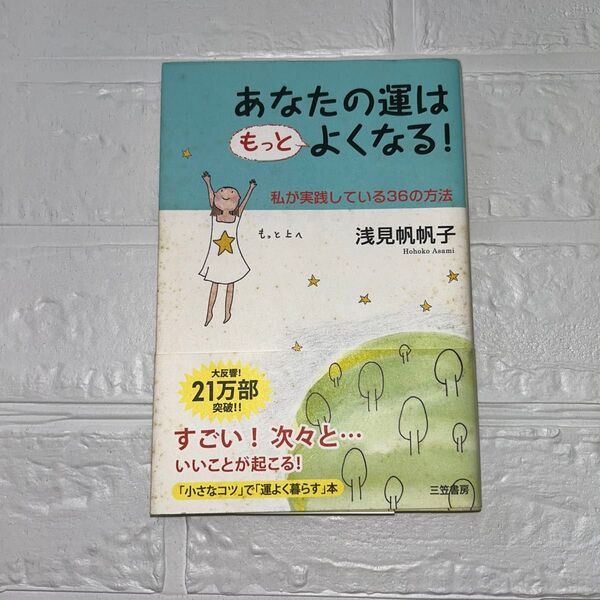 あなたの運は
もっと よくなる!
私が実践している36の方法
もっと上へ
浅見帆帆子
Hohoko Asami
大反響!
21万部
突破!!
すごい! 次々と…
いいことが起こる!
「小さなコツ」で「運よく暮らす」本
三笠書房